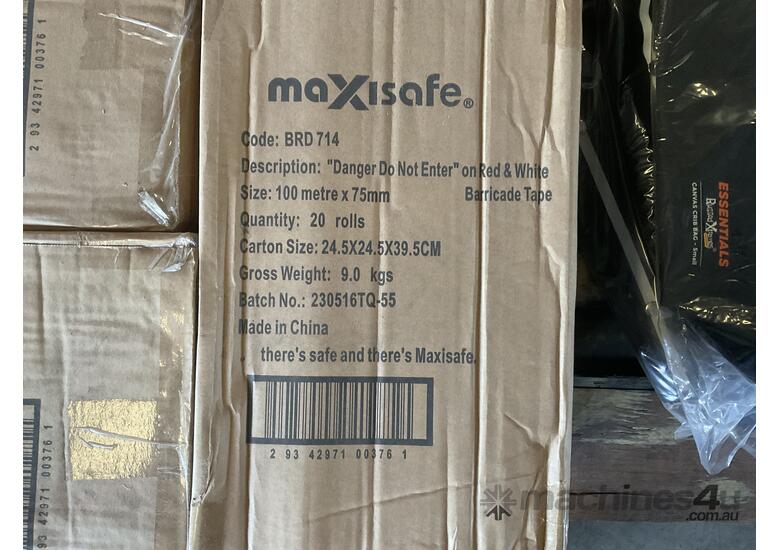 maXisafe®
Code: BRD 714
Description: "Danger Do Not Enter" on Red & White
Size: 100 metre x 75mm Barricade Tape
Quantity: 20 rolls
Carton Size: 24.5X24.5X39.5CM
Gross Weight: 9.0 kgs
Batch No.: 230516TQ-55
Made in China
there's safe and there's Maxisafe.
2 93 42971 00376 1
2 93 42971 00376 1
2 93 42971 00376 1
ESSENTIALS
CANVAS CRIB BAG - Small
machines4u
.com.au